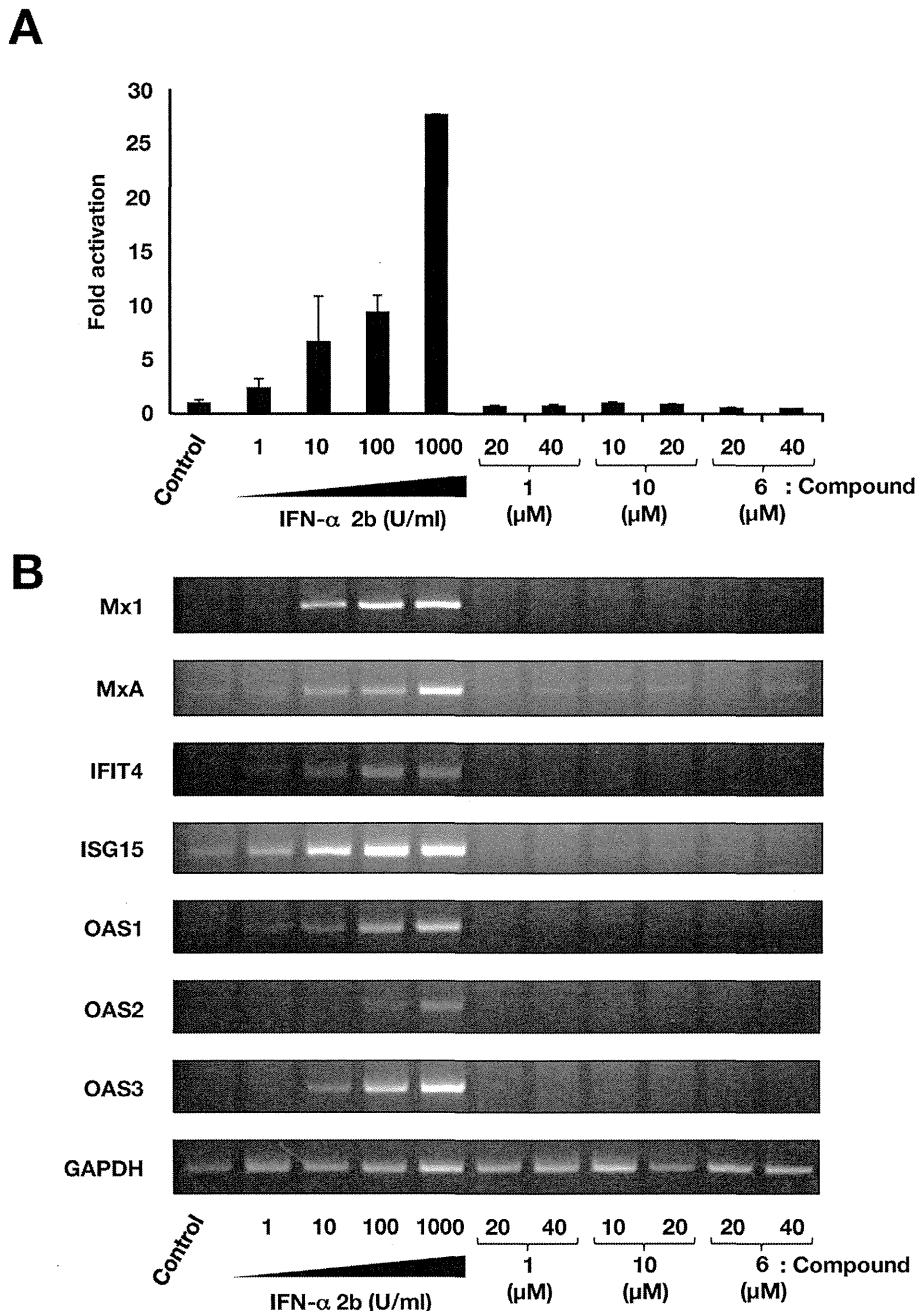 A
30
25
20
15
10
5
0
Fold activation
Control
1 10 100 1000 20 40 10 20 20 40
1 10 6 : Compound
(µM) (µM) (µM)
IFN-α 2b (U/ml)
B
Mx1
MxA
IFIT4
ISG15
OAS1
OAS2
OAS3
GAPDH
Control
1 10 100 1000 20 40 10 20 20 40
1 10 6 : Compound
(µM) (µM) (µM)
IFN-α 2b (U/ml)